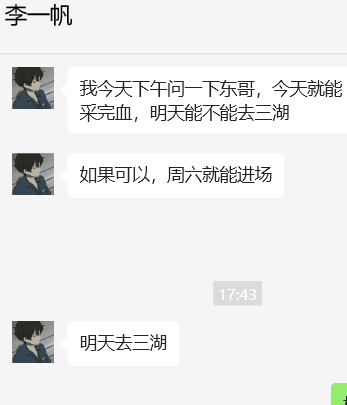 李一帆
我今天下午问一下东哥，今天就能
采完血，明天能不能去三湖
如果可以，周六就能进场
17:43
明天去三湖